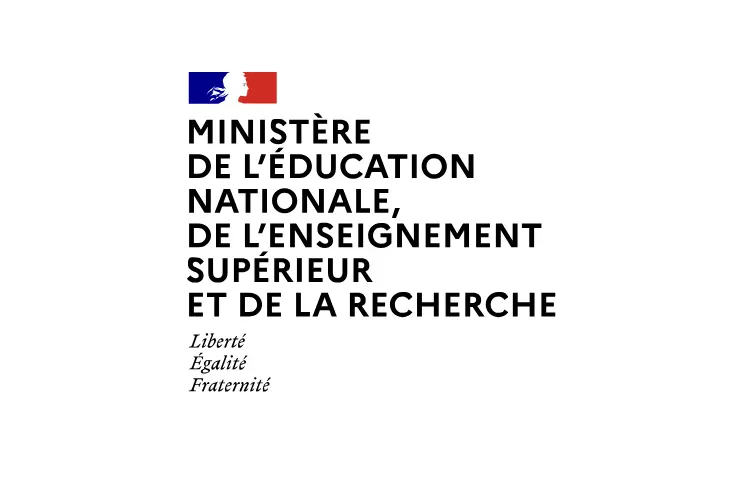 MINISTÈRE
DE L’ÉDUCATION
NATIONALE,
DE L’ENSEIGNEMENT
SUPÉRIEUR
ET DE LA RECHERCHE
Liberté
Égalité
Fraternité